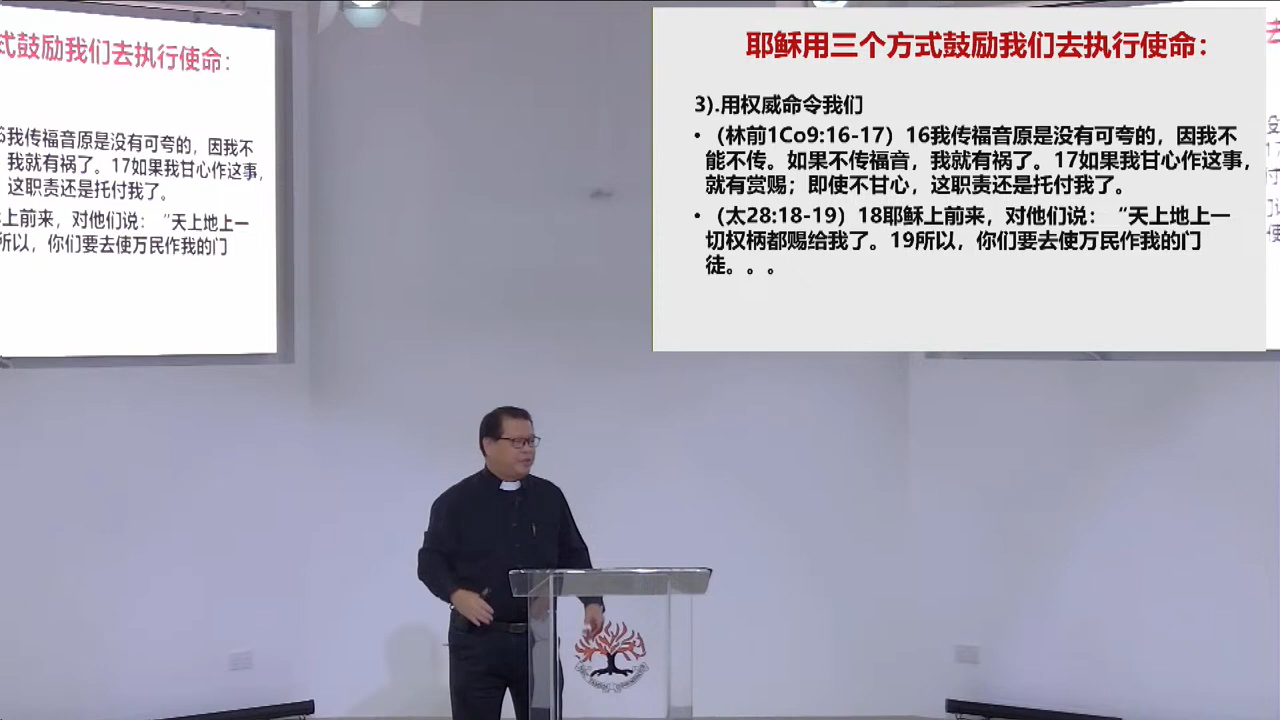 式鼓励我们去执行使命：
6我传福音原是没有可夸的，因我不
我就有祸了。17如果我甘心作这事，
这职责还是托付我了。
上前来，对他们说：“天上地上一
所以，你们要去使万民作我的门
耶稣用三个方式鼓励我们去执行使命：
3).用权威命令我们
• （林前1Co9:16-17）16我传福音原是没有可夸的，因我不
能不传。如果不传福音，我就有祸了。17如果我甘心作这事，
就有赏赐；即使不甘心，这职责还是托付我了。
• （太28:18-19）18耶稣上前来，对他们说：“天上地上一
切权柄都赐给我了。19所以，你们要去使万民作我的门
徒。。。